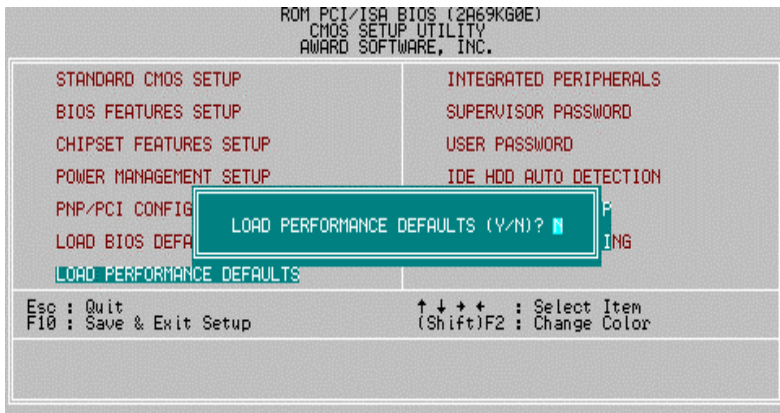 ROM PCI/ISA BIOS (2A69KG0E)
CMOS SETUP UTILITY
AWARD SOFTWARE, INC.
STANDARD CMOS SETUP
BIOS FEATURES SETUP
CHIPSET FEATURES SETUP
POWER MANAGEMENT SETUP
PNP/PCI CONFIG
LOAD BIOS DEFA
LOAD PERFORMANCE DEFAULTS
INTEGRATED PERIPHERALS
SUPERVISOR PASSWORD
USER PASSWORD
IDE HDD AUTO DETECTION
P
ING
LOAD PERFORMANCE DEFAULTS (Y/N)? N
Esc : Quit
F10 : Save & Exit Setup
↑ ↓ → ← : Select Item
(Shift)F2 : Change Color